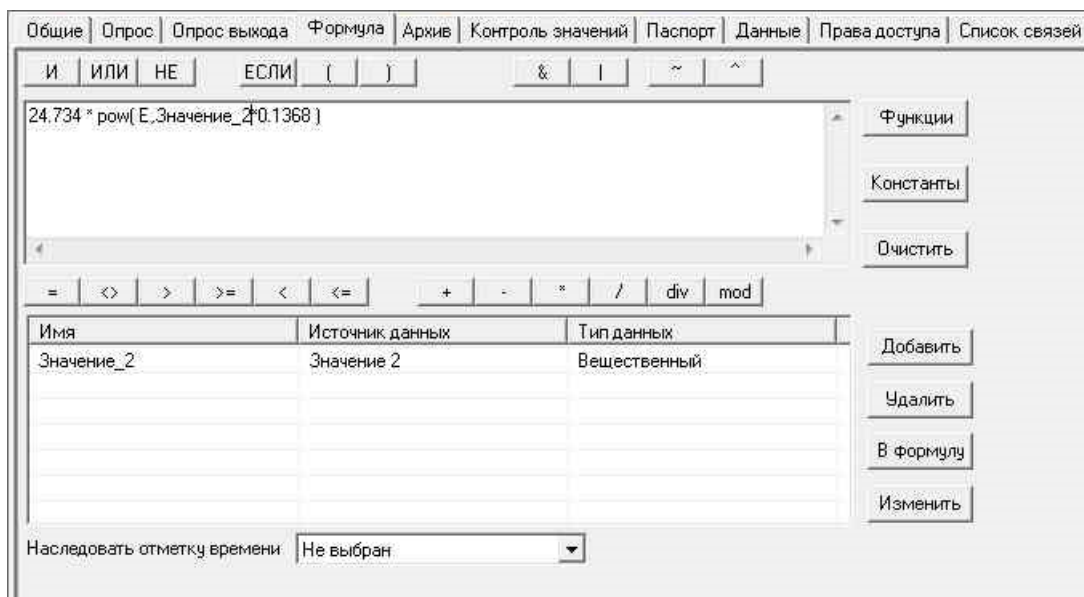 Общие Опрос Опрос выхода Формула Архив Контроль значений Паспорт Данные Права доступа Список связей
И ИЛИ НЕ ЕСЛИ ( ) & | ~ ^
24.734 * pow( E,Значение_2*0.1368 )
Функции
Константы
Очистить
= <> > >= < <= + - * / div mod
Имя Источник данных Тип данных
Значение_2 Значение 2 Вещественный
Добавить
Удалить
В формулу
Изменить
Наследовать отметку времени Не выбран